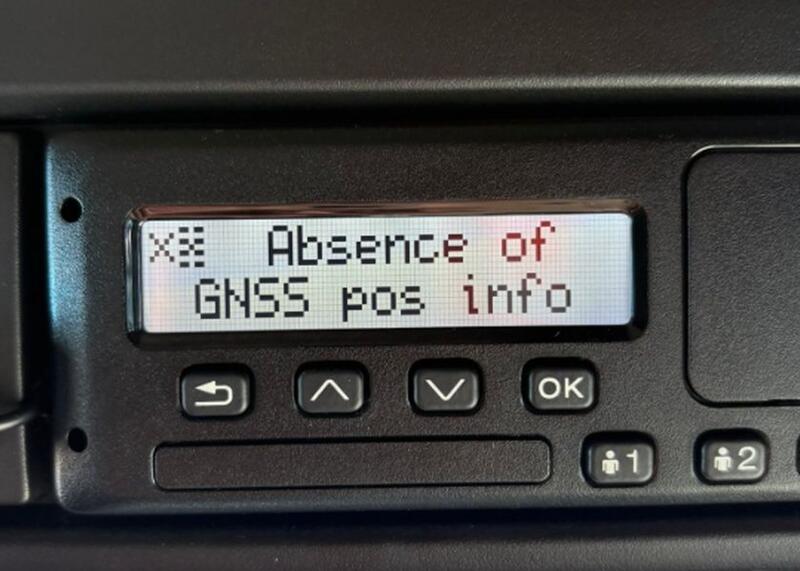 Absence of
GNSS pos info
OK
1
2